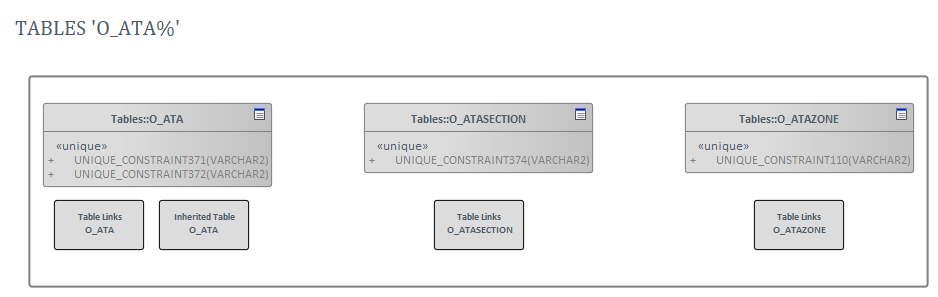 TABLES 'O_ATA%'
Tables::O_ATA
«unique»
+ UNIQUE_CONSTRAINT371(VARCHAR2)
+ UNIQUE_CONSTRAINT372(VARCHAR2)
Table Links
O_ATA
Inherited Table
O_ATA
Tables::O_ATASECTION
«unique»
+ UNIQUE_CONSTRAINT374(VARCHAR2)
Table Links
O_ATASECTION
Tables::O_ATAZONE
«unique»
+ UNIQUE_CONSTRAINT110(VARCHAR2)
Table Links
O_ATAZONE